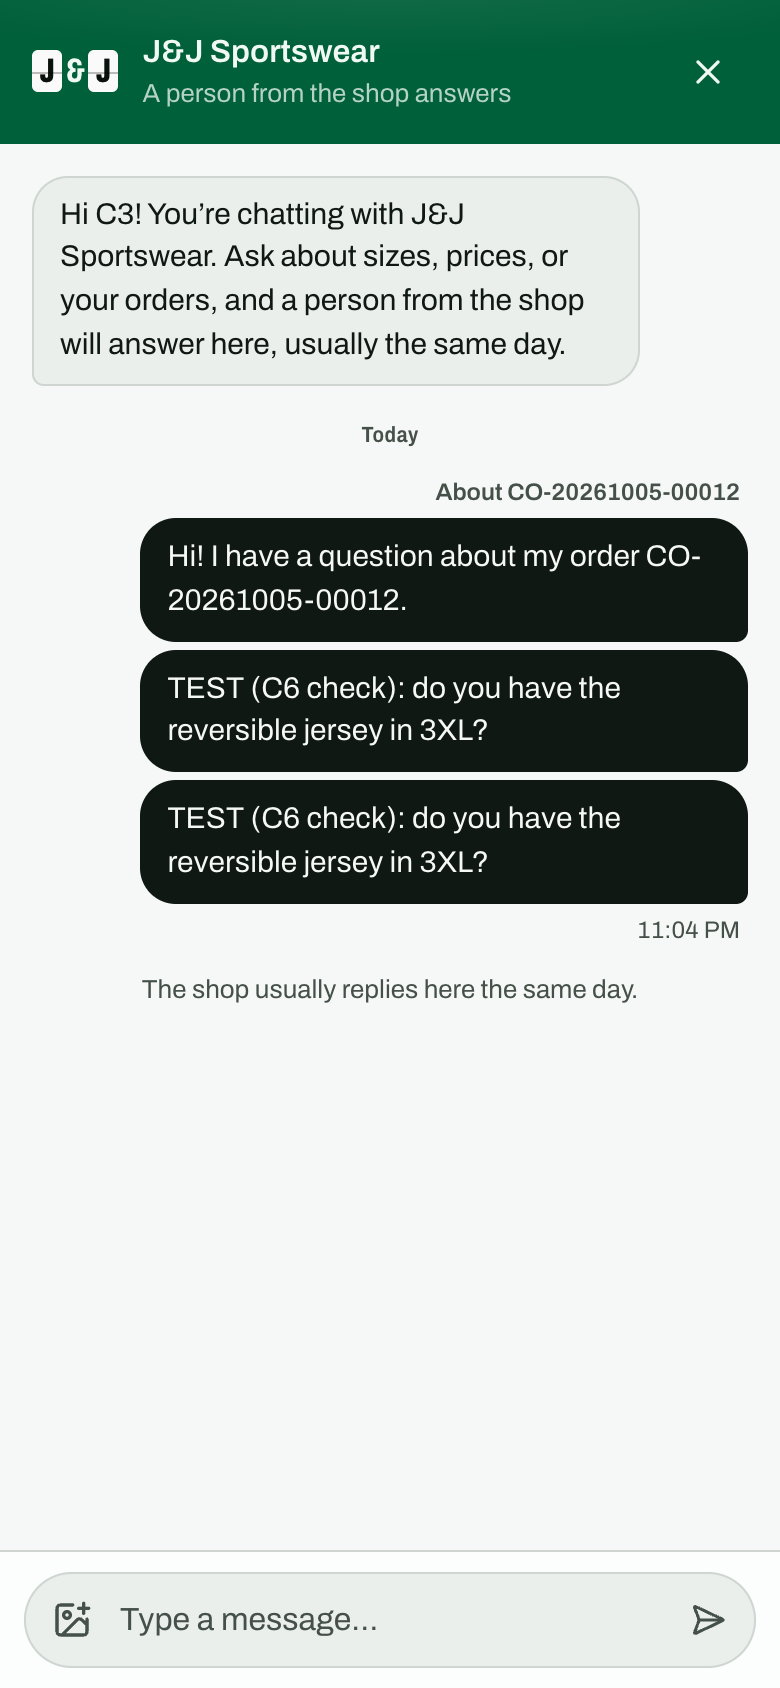 J&J
J&J Sportswear
A person from the shop answers
Hi C3! You’re chatting with J&J
Sportswear. Ask about sizes, prices, or
your orders, and a person from the shop
will answer here, usually the same day.
Today
About CO-20261005-00012
Hi! I have a question about my order CO-
20261005-00012.
TEST (C6 check): do you have the
reversible jersey in 3XL?
TEST (C6 check): do you have the
reversible jersey in 3XL?
11:04 PM
The shop usually replies here the same day.
Type a message...